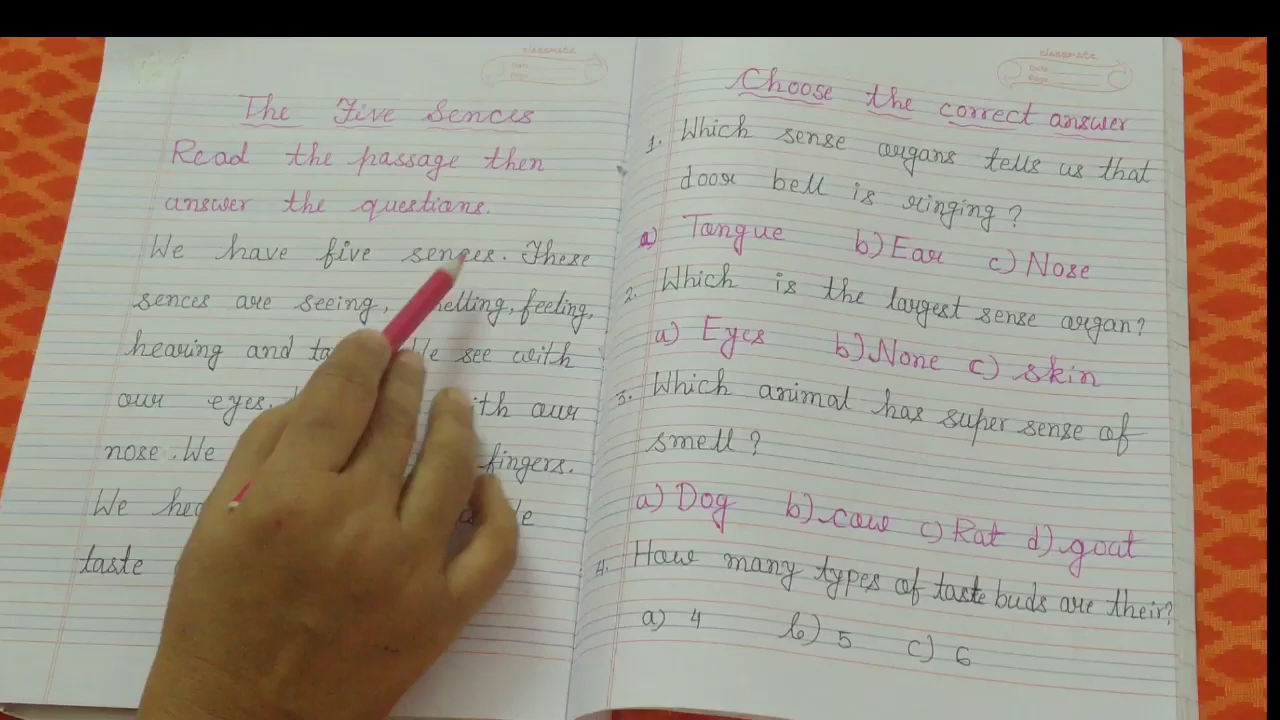 classmate
The Five Sences
Read the passage then
answer the questions.
We have five senses. These
sences are seeing, melling, feeling,
hearing and ta We see with
our eyes. ith our
nose. We fingers.
We hea
taste
classmate
Choose the correct answer
1. Which sense organs tells us that
door bell is ringing?
a) Tangue b) Ear c) Nose
2. Which is the largest sense organ?
a) Eyes b) None c) skin
3. Which animal has super sense of
smell?
a) Dog b) cow c) Rat d) goat
4. How many types of taste buds are their?
a) 4 b) 5 c) 6